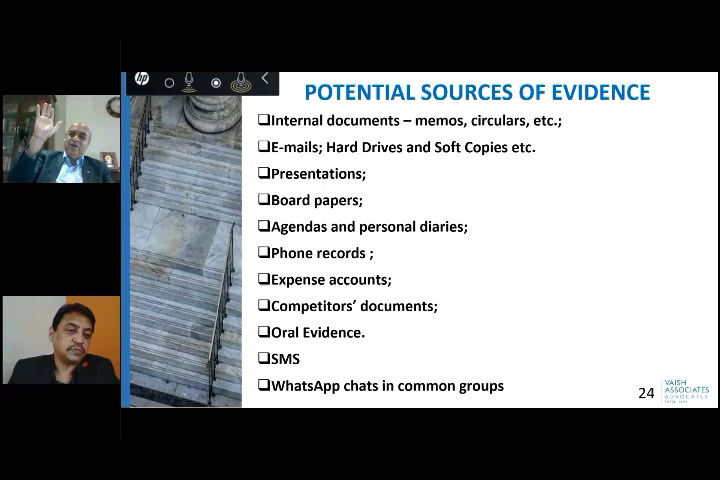 hp
POTENTIAL SOURCES OF EVIDENCE
❑Internal documents – memos, circulars, etc.;
❑E-mails; Hard Drives and Soft Copies etc.
❑Presentations;
❑Board papers;
❑Agendas and personal diaries;
❑Phone records ;
❑Expense accounts;
❑Competitors’ documents;
❑Oral Evidence.
❑SMS
❑WhatsApp chats in common groups
24
VAISH
ASSOCIATES
ADVOCATES